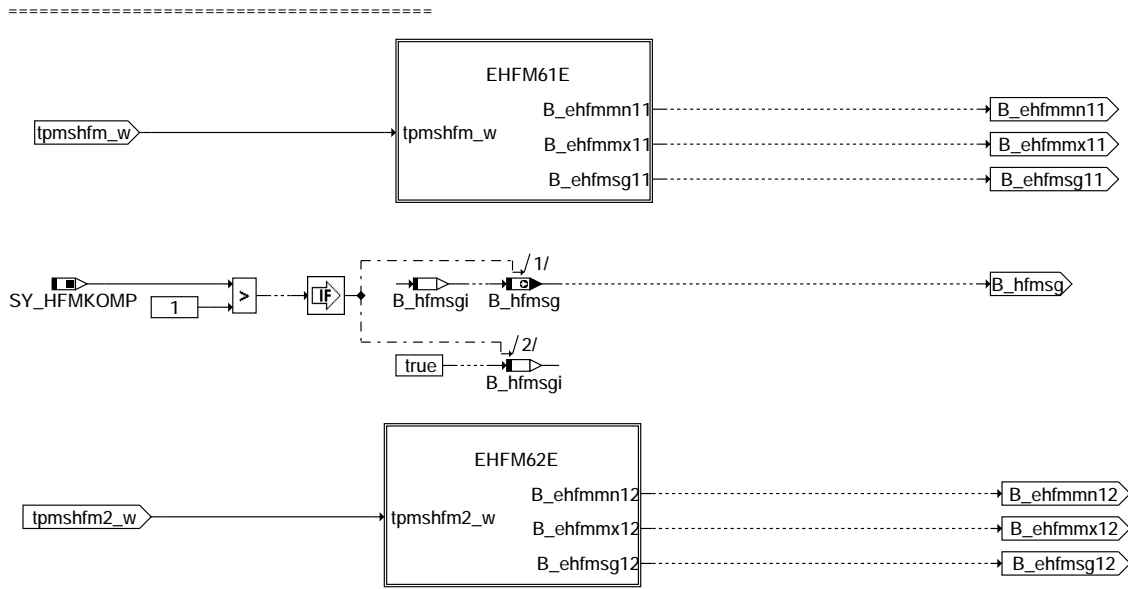 ========================================
EHFM61E
tpmshfm_w
tpmshfm_w
B_ehfmmn11
B_ehfmmx11
B_ehfmsg11
B_ehfmmn11
B_ehfmmx11
B_ehfmsg11
SY_HFMKOMP
1
>
IF
/1/
B_hfmsgi
B_hfmsg
B_hfmsg
true
/2/
B_hfmsgi
EHFM62E
tpmshfm2_w
tpmshfm2_w
B_ehfmmn12
B_ehfmmx12
B_ehfmsg12
B_ehfmmn12
B_ehfmmx12
B_ehfmsg12